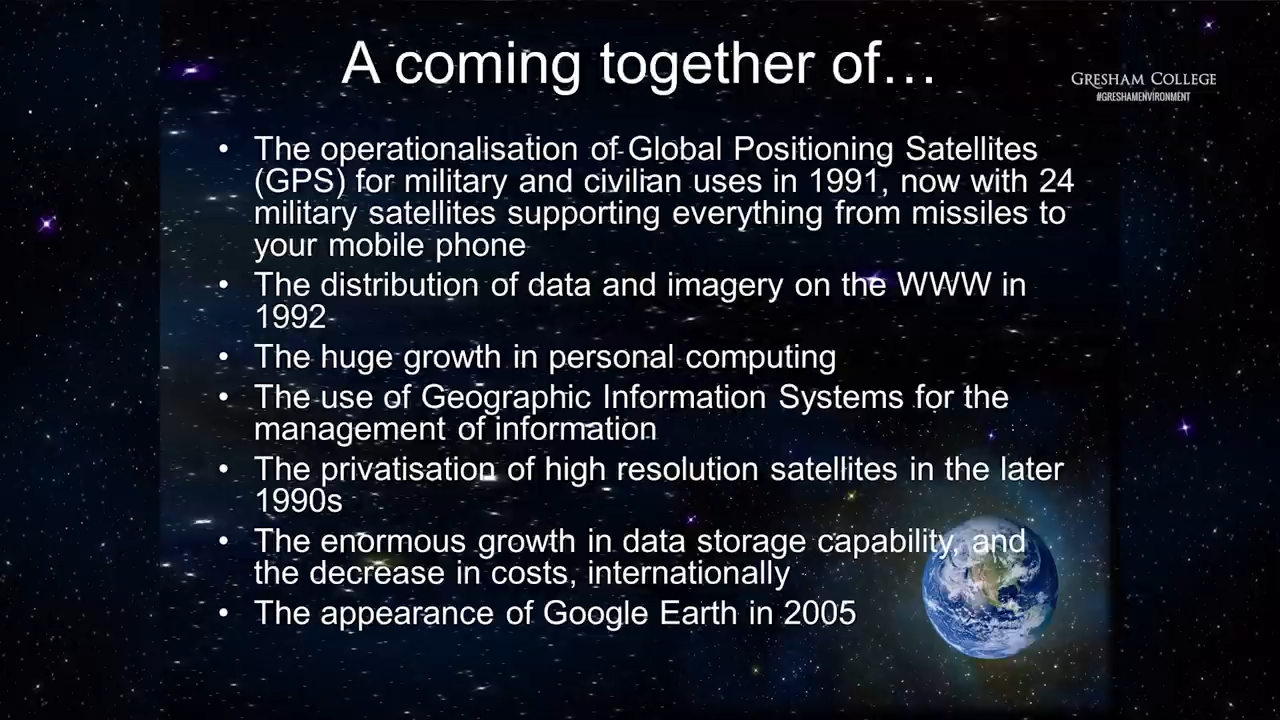 A coming together of…
GRESHAM COLLEGE
#GRESHAMENVIRONMENT
• The operationalisation of Global Positioning Satellites
(GPS) for military and civilian uses in 1991, now with 24
military satellites supporting everything from missiles to
your mobile phone
• The distribution of data and imagery on the WWW in
1992
• The huge growth in personal computing
• The use of Geographic Information Systems for the
management of information
• The privatisation of high resolution satellites in the later
1990s
• The enormous growth in data storage capability, and
the decrease in costs, internationally
• The appearance of Google Earth in 2005